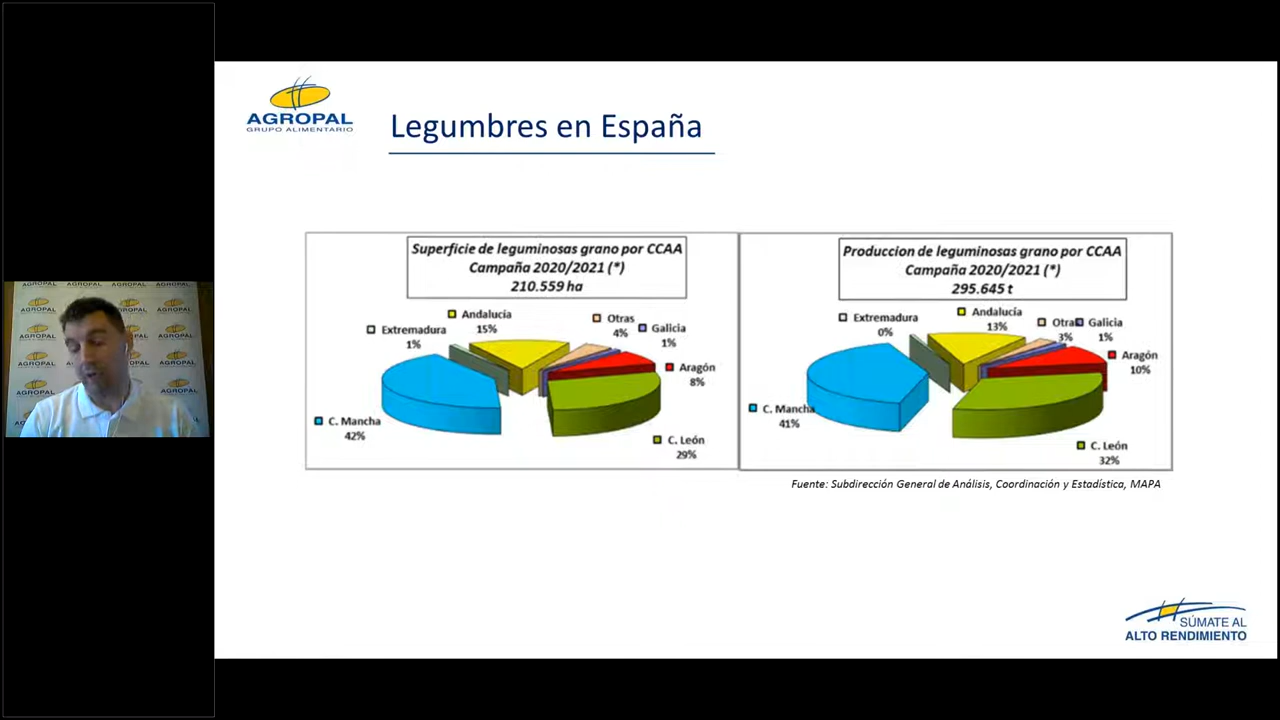 AGROPAL
GRUPO ALIMENTARIO
Legumbres en España
Superficie de leguminosas grano por CCAA
Campaña 2020/2021 (*)
210.559 ha
Andalucía
15%
Otras
4%
Galicia
1%
Extremadura
1%
Aragón
8%
C. Mancha
42%
C. León
29%
Produccion de leguminosas grano por CCAA
Campaña 2020/2021 (*)
295.645 t
Extremadura
0%
Andalucía
13%
Otras
3%
Galicia
1%
Aragón
10%
C. Mancha
41%
C. León
32%
Fuente: Subdirección General de Análisis, Coordinación y Estadística, MAPA
SÚMATE AL
ALTO RENDIMIENTO
AGROPAL